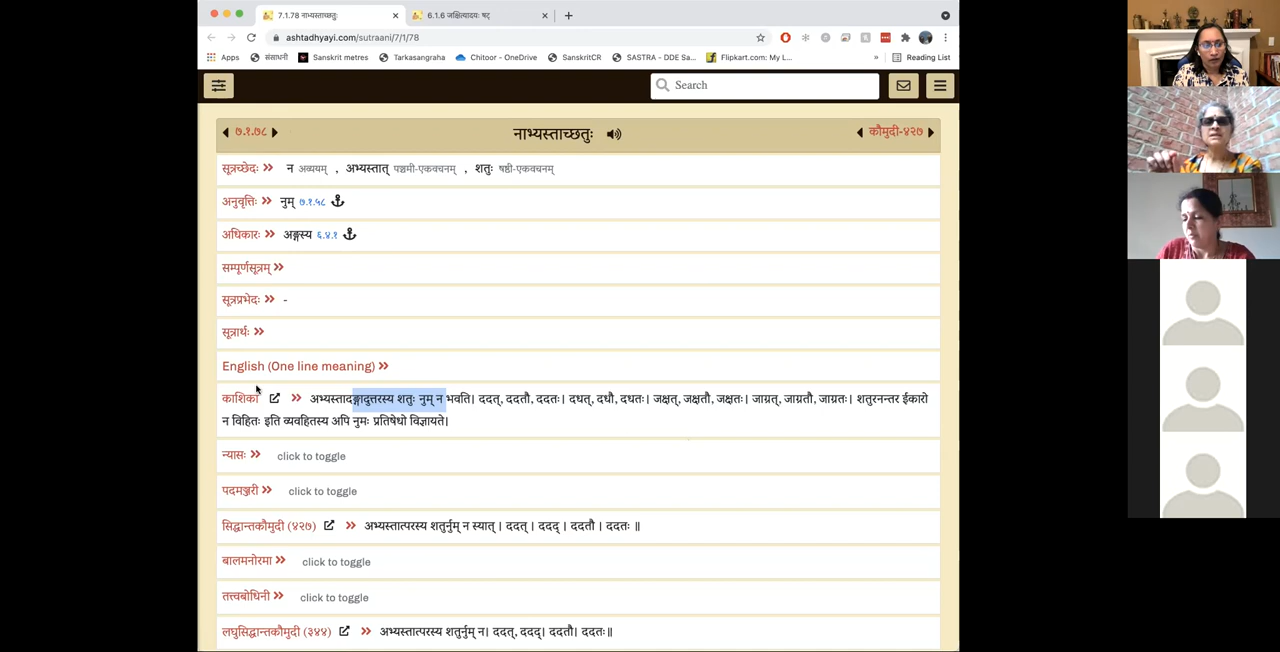 7.1.78 नाभ्यस्ताच्छतुः
6.1.6 जक्षित्यादयः षट्
ashtadhyayi.com/sutraani/7/1/78
Apps संसाधनी Sanskrit metres Tarkasangraha Chitoor - OneDrive SanskritCR SASTRA - DDE Sa... Flipkart.com: My L... » Reading List
Search
७.१.७८ नाभ्यस्ताच्छतुः कौमुदी-४२७
सूत्रच्छेदः न अव्ययम् , अभ्यस्तात् पञ्चमी-एकवचनम् , शतुः षष्ठी-एकवचनम्
अनुवृत्तिः नुम् ७.१.५८
अधिकारः अङ्गस्य ६.४.१
सम्पूर्णसूत्रम्
सूत्रप्रभेदः -
सूत्रार्थः
English (One line meaning)
काशिका अभ्यस्तादङ्गादुत्तरस्य शतुः नुम् न भवति। ददत्, ददतौ, ददतः। दधत्, दधौ, दधतः। जक्षत्, जक्षतौ, जक्षतः। जाग्रत्, जाग्रतौ, जाग्रतः। शतुरनन्तर ईकारो
न विहितः इति व्यवहितस्य अपि नुमः प्रतिषेधो विज्ञायते।
न्यासः click to toggle
पदमञ्जरी click to toggle
सिद्धान्तकौमुदी (४२७) अभ्यस्तात्परस्य शतुर्नुम् न स्यात् । ददत् । ददद् । ददतौ । ददतः ॥
बालमनोरमा click to toggle
तत्त्वबोधिनी click to toggle
लघुसिद्धान्तकौमुदी (३४४) अभ्यस्तात्परस्य शतुर्नुम् न। ददत्, ददद्। ददतौ। ददतः॥